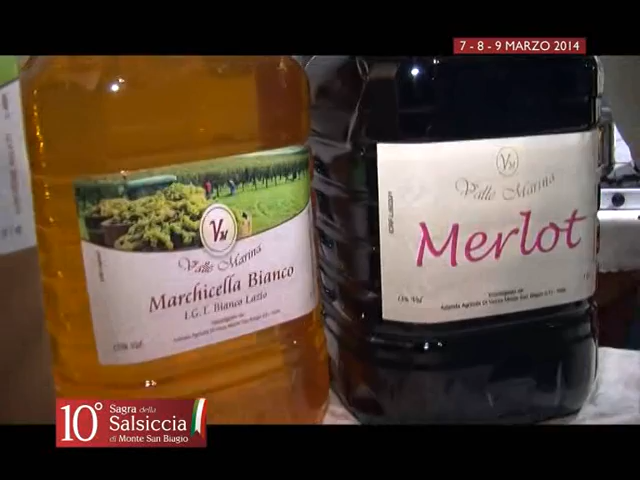 7 - 8 - 9 MARZO 2014
VM
Valle Marina
Marchicella Bianco
I.G.T. Bianco Lazio
VM
Valle Marina
Merlot
10° Sagra della
Salsiccia
di Monte San Biagio